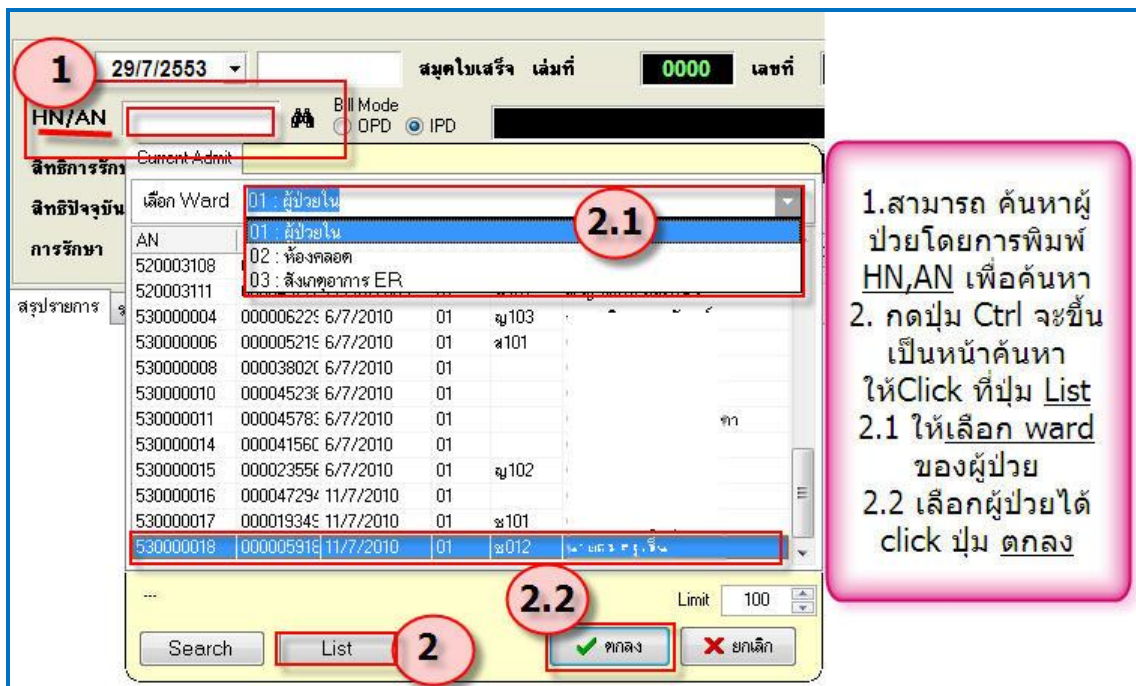 1 29/7/2553 สมุดใบเสร็จ เล่มที่ 0000 เลขที่
HN/AN Bill Mode
OPD IPD
สิทธิการรัก
Current Admit
สิทธิปัจจุบัน เลือก Ward 01 : ผู้ป่วยใน 2.1
การรักษา
AN 01 : ผู้ป่วยใน
02 : ห้องคลอด
03 : สังเกตุอาการ ER
520003108
520003111
สรุปรายการ
530000004 6/7/2010 01 ญ103
530000006 6/7/2010 01 ส101
530000008 6/7/2010 01
530000010 6/7/2010 01
530000011 6/7/2010 01
530000014 6/7/2010 01
530000015 6/7/2010 01 ญ102
530000016 11/7/2010 01
530000017 11/7/2010 01 ช101
530000018 11/7/2010 01 ช012
--- 2.2 Limit 100
Search List 2 ตกลง ยกเลิก
1.สามารถ ค้นหาผู้
ป่วยโดยการพิมพ์
HN,AN เพื่อค้นหา
2. กดปุ่ม Ctrl จะขึ้น
เป็นหน้าค้นหา
ให้Click ที่ปุ่ม List
2.1 ให้เลือก ward
ของผู้ป่วย
2.2 เลือกผู้ป่วยได้
click ปุ่ม ตกลง